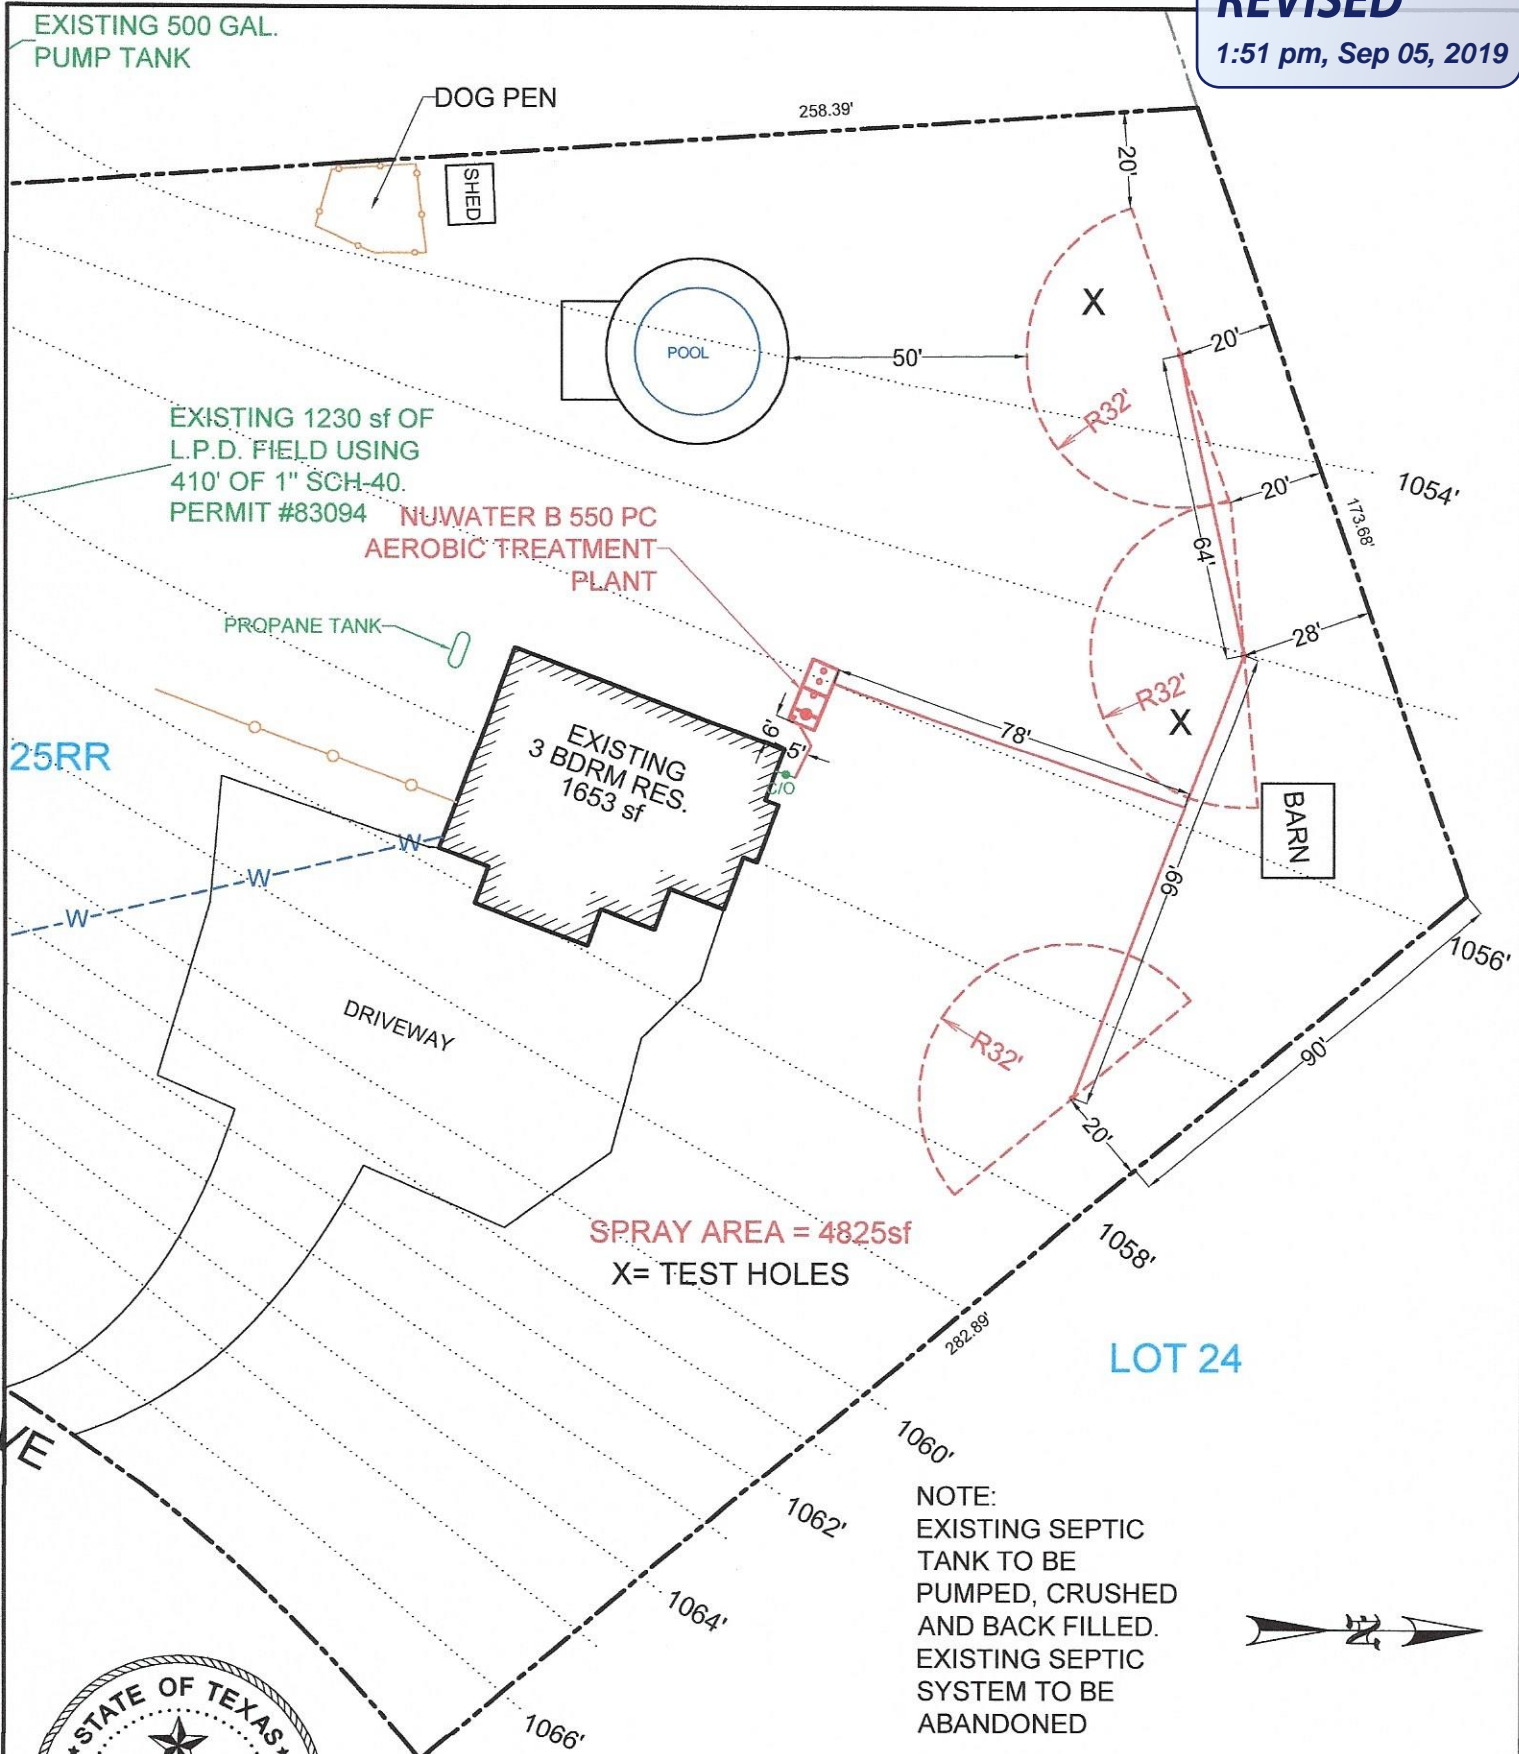 REVISED
1:51 pm, Sep 05, 2019
EXISTING 500 GAL.
PUMP TANK
DOG PEN
258.39'
SHED
20'
X
POOL
50'
20'
R32'
EXISTING 1230 sf OF
L.P.D. FIELD USING
410' OF 1" SCH-40.
PERMIT #83094
1054'
20'
173.68'
NUWATER B 550 PC
AEROBIC TREATMENT
PLANT
64'
PROPANE TANK
28'
R32'
X
78'
6'
5'
C/O
EXISTING
3 BDRM RES.
1653 sf
25RR
BARN
W
W
W
99'
1056'
DRIVEWAY
R32'
90'
20'
SPRAY AREA = 4825sf
X= TEST HOLES
1058'
282.89'
LOT 24
1060'
VE
1062'
NOTE:
EXISTING SEPTIC
TANK TO BE
PUMPED, CRUSHED
AND BACK FILLED.
EXISTING SEPTIC
SYSTEM TO BE
ABANDONED
1064'
N
STATE OF TEXAS
1066'